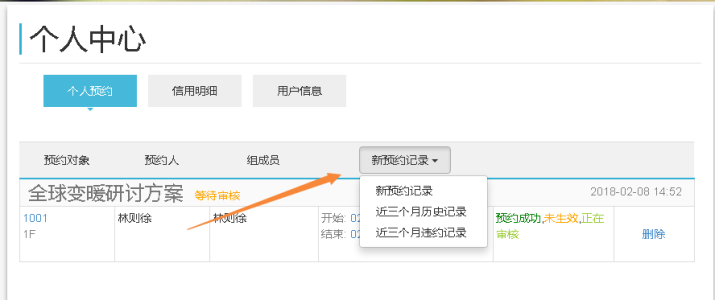 个人中心
个人预约 信用明细 用户信息
预约对象 预约人 组成员 新预约记录
新预约记录
近三个月历史记录
近三个月违约记录
全球变暖研讨方案 等待审核 2018-02-08 14:52
1001 林则徐 林则徐 开始: 02 预约成功,未生效,正在
1F 结束: 02 审核 删除